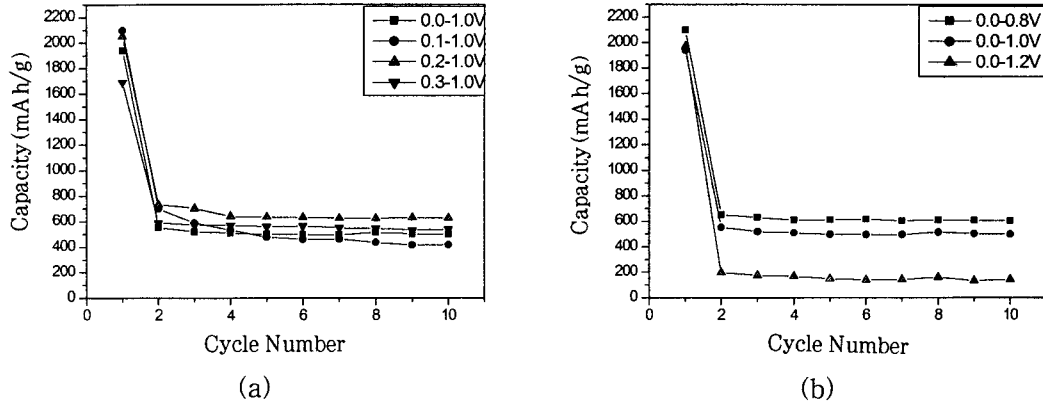 2200
2000
1800
1600
1400
1200
1000
800
600
400
200
0
Capacity (mAh/g)
0.0-1.0V
0.1-1.0V
0.2-1.0V
0.3-1.0V
0 2 4 6 8 10
Cycle Number
(a)
2200
2000
1800
1600
1400
1200
1000
800
600
400
200
0
Capacity (mAh/g)
0.0-0.8V
0.0-1.0V
0.0-1.2V
0 2 4 6 8 10
Cycle Number
(b)